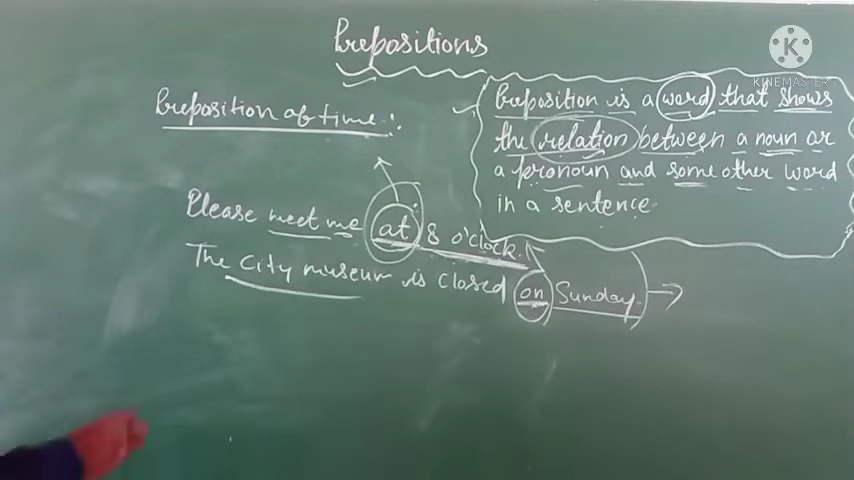 Prepositions
Preposition of time :.
Preposition is a word that shows
the relation between a noun or
a pronoun and some other word
in a sentence.
Please meet me at 8 o'clock.
The City museum is closed on Sunday.
K
KINEMASTER